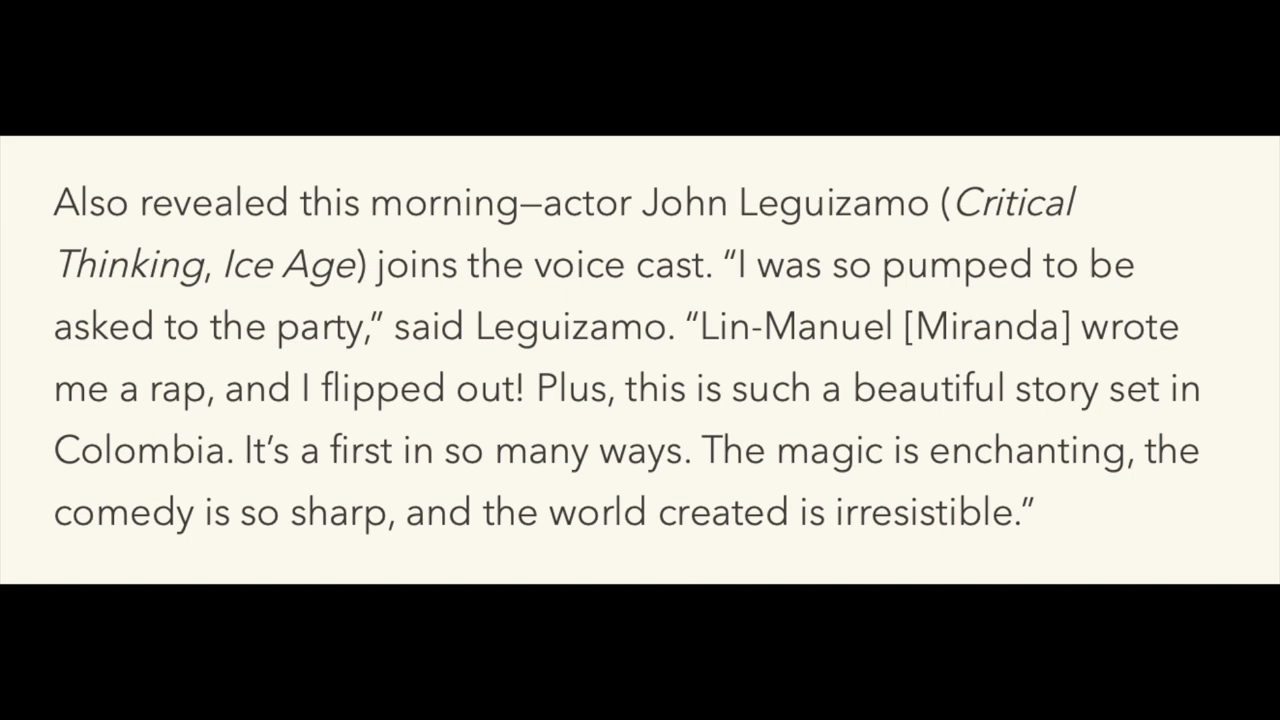 Also revealed this morning—actor John Leguizamo (Critical
Thinking, Ice Age) joins the voice cast. “I was so pumped to be
asked to the party,” said Leguizamo. “Lin-Manuel [Miranda] wrote
me a rap, and I flipped out! Plus, this is such a beautiful story set in
Colombia. It’s a first in so many ways. The magic is enchanting, the
comedy is so sharp, and the world created is irresistible.”